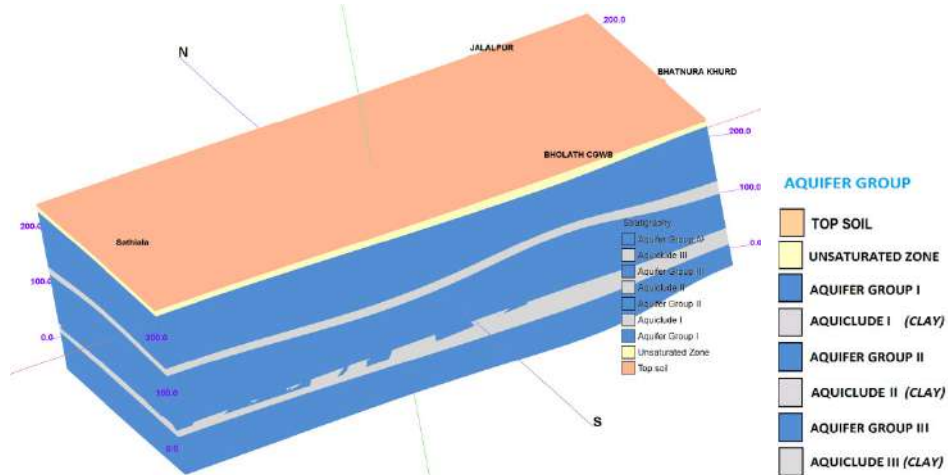 200.0
JALALPUR
N
BHATNURA KHURD
200.0
BHOLATH CGWB
AQUIFER GROUP
100.0
200.0
TOP SOIL
Stratigraphy
Sathiala
Aquifer Group IV
0.0
Aquiclude III
UNSATURATED ZONE
Aquifer Group III
100.0
Aquiclude II
AQUIFER GROUP I
Aquifer Group II
Aquiclude I
AQUICLUDE I (CLAY)
0.0
200.0
Aquifer Group I
Unsaturated Zone
AQUIFER GROUP II
Top soil
100.0
AQUICLUDE II (CLAY)
S
AQUIFER GROUP III
0.0
AQUICLUDE III (CLAY)